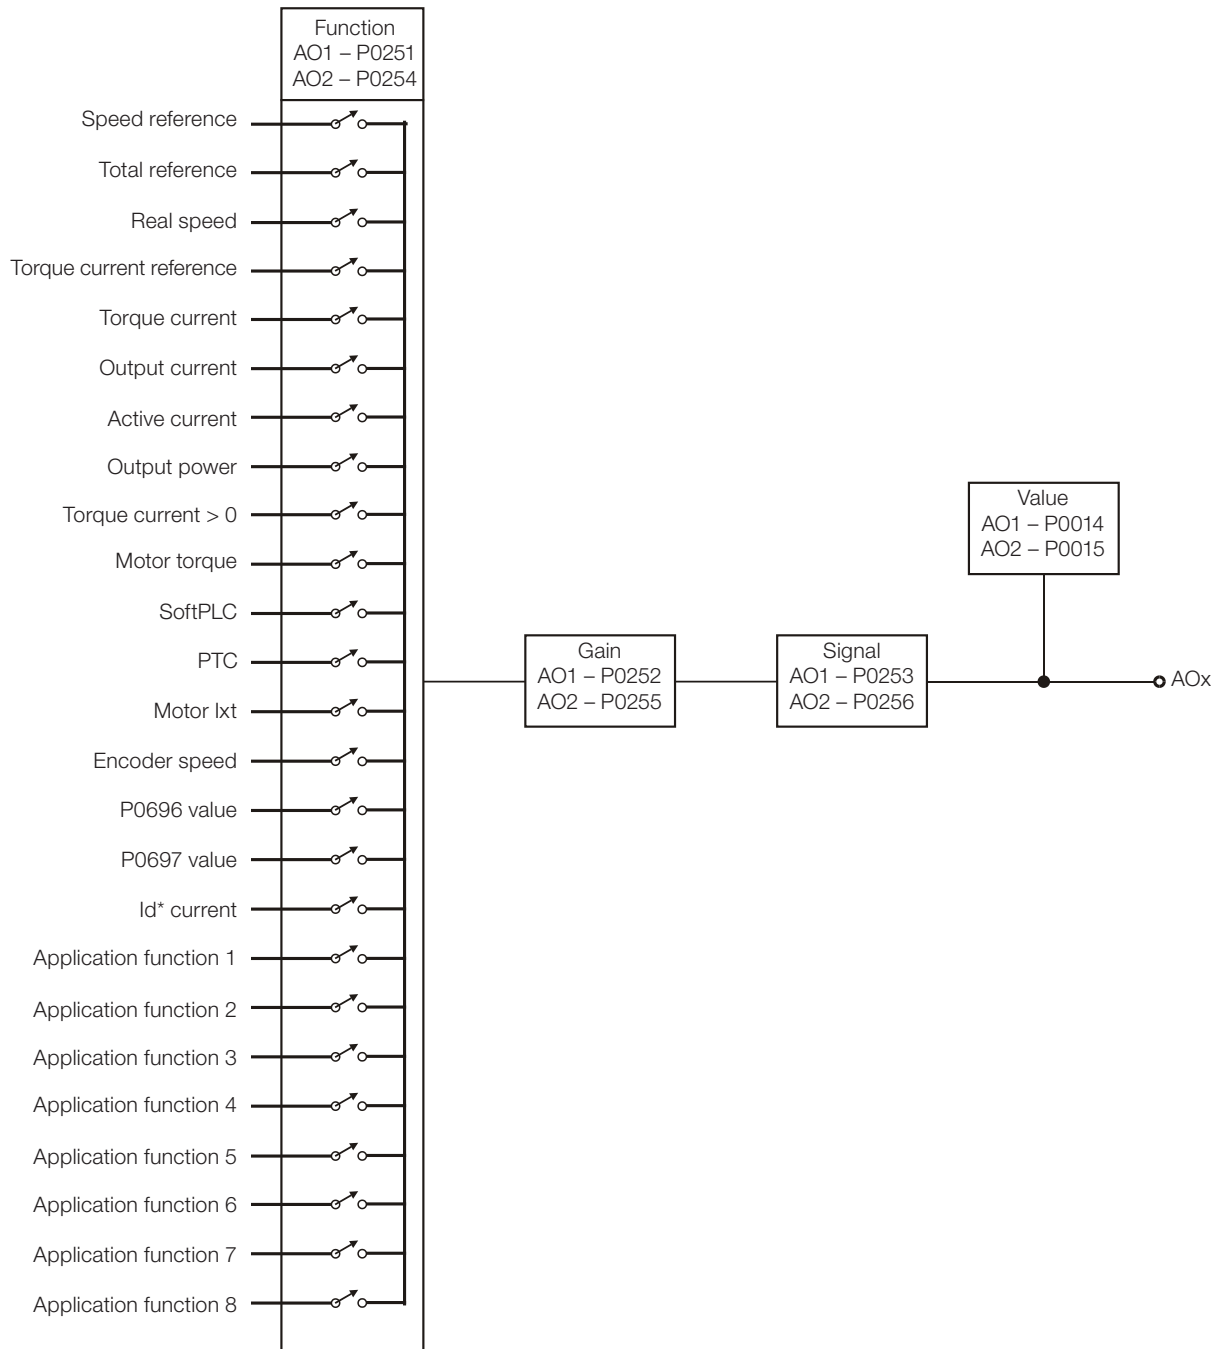 Function
AO1 – P0251
AO2 – P0254
Speed reference
Total reference
Real speed
Torque current reference
Torque current
Output current
Active current
Output power
Torque current > 0
Motor torque
SoftPLC
PTC
Motor Ixt
Encoder speed
P0696 value
P0697 value
Id* current
Application function 1
Application function 2
Application function 3
Application function 4
Application function 5
Application function 6
Application function 7
Application function 8
Gain
AO1 – P0252
AO2 – P0255
Signal
AO1 – P0253
AO2 – P0256
Value
AO1 – P0014
AO2 – P0015
AOx